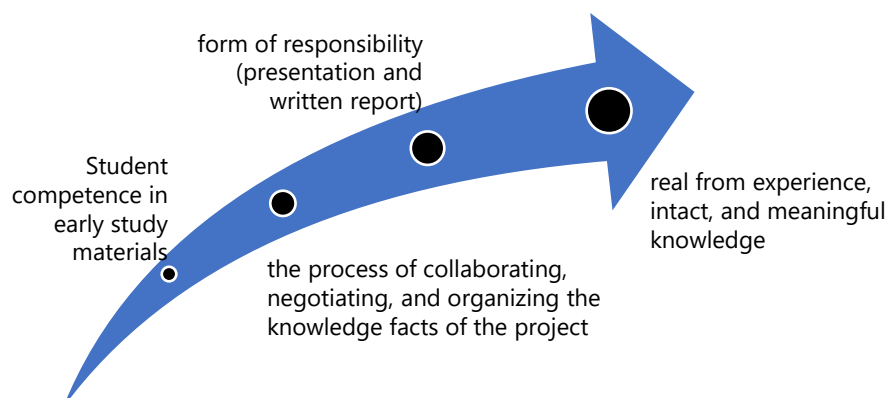 form of responsibility
(presentation and
written report)
Student
competence in
early study
materials
the process of collaborating,
negotiating, and organizing the
knowledge facts of the project
real from experience,
intact, and meaningful
knowledge